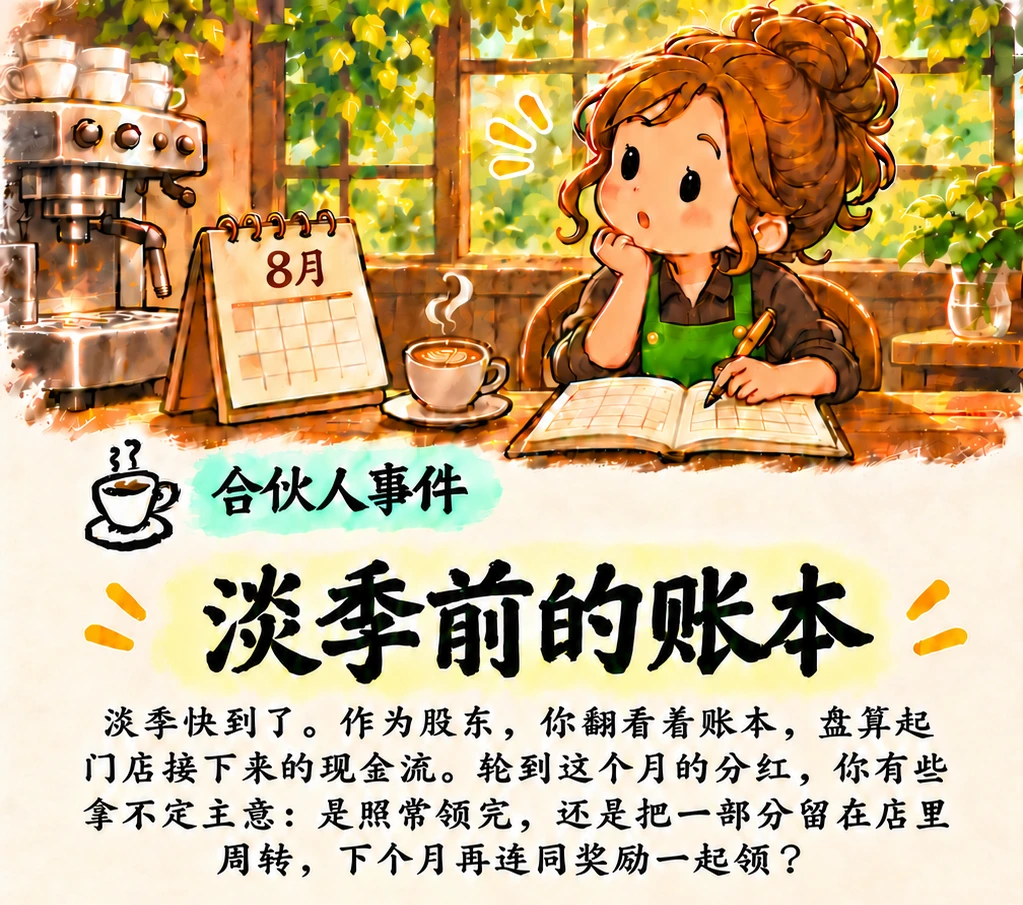 8月
合伙人事件
淡季前的账本
淡季快到了。作为股东，你翻看着账本，盘算起
门店接下来的现金流。轮到这个月的分红，你有些
拿不定主意：是照常领完，还是把一部分留在店里
周转，下个月再连同奖励一起领？